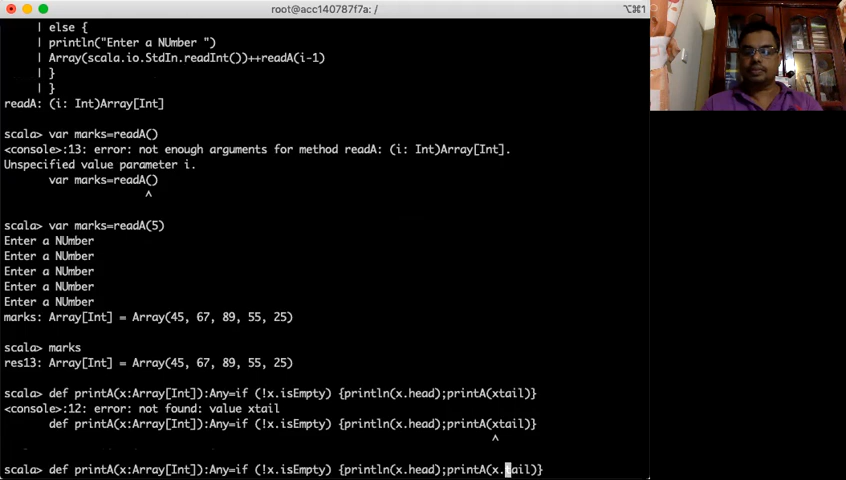 root@acc140787f7a: /
⌥⌘1
| else {
| println("Enter a NUmber ")
| Array(scala.io.StdIn.readInt())++readA(i-1)
| }
| }
readA: (i: Int)Array[Int]
scala> var marks=readA()
<console>:13: error: not enough arguments for method readA: (i: Int)Array[Int].
Unspecified value parameter i.
var marks=readA()
^
scala> var marks=readA(5)
Enter a NUmber
Enter a NUmber
Enter a NUmber
Enter a NUmber
Enter a NUmber
marks: Array[Int] = Array(45, 67, 89, 55, 25)
scala> marks
res13: Array[Int] = Array(45, 67, 89, 55, 25)
scala> def printA(x:Array[Int]):Any=if (!x.isEmpty) {println(x.head);printA(xtail)}
<console>:12: error: not found: value xtail
def printA(x:Array[Int]):Any=if (!x.isEmpty) {println(x.head);printA(xtail)}
^
scala> def printA(x:Array[Int]):Any=if (!x.isEmpty) {println(x.head);printA(x.tail)}